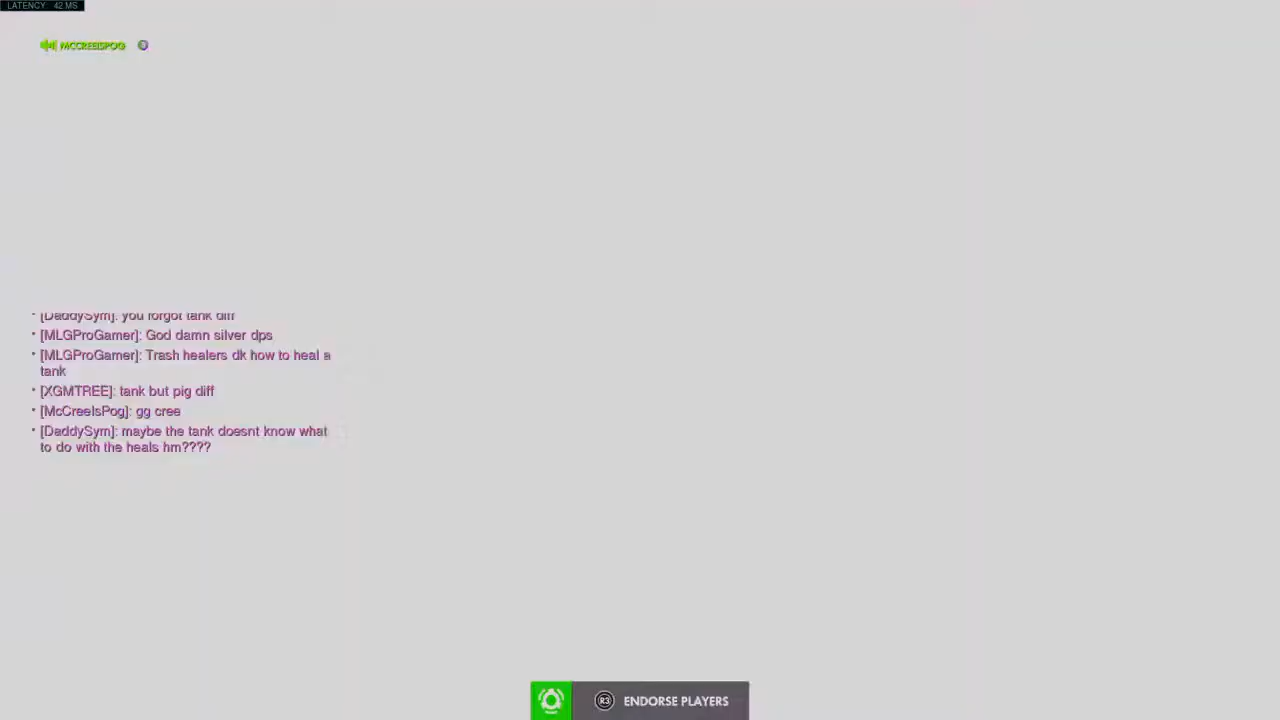 LATENCY: 42 MS
MCCREEISPOG
[DaddySym]: you forgot tank diff
[MLGProGamer]: God damn silver dps
[MLGProGamer]: Trash healers dk how to heal a
tank
[XGMTREE]: tank but pig diff
[McCreeIsPog]: gg cree
[DaddySym]: maybe the tank doesnt know what
to do with the heals hm????
R3 ENDORSE PLAYERS